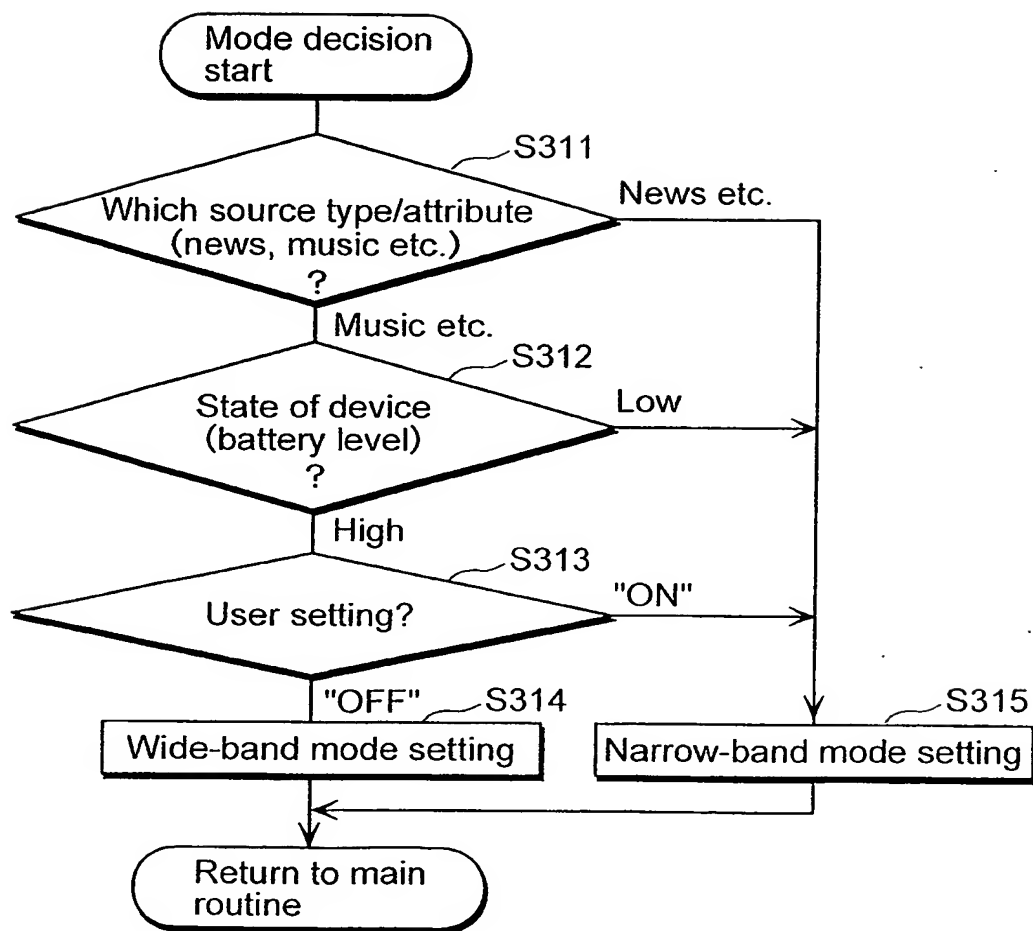 Mode decision
start
S311
Which source type/attribute
(news, music etc.)
?
News etc.
Music etc.
S312
State of device
(battery level)
?
Low
High
S313
User setting?
"ON"
"OFF"
S314
Wide-band mode setting
S315
Narrow-band mode setting
Return to main
routine